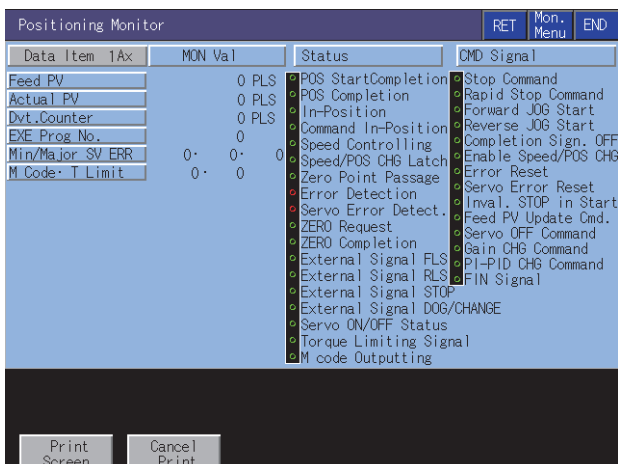 Positioning Monitor RET Mon. Menu END
Data Item 1Ax MON Val Status CMD Signal
Feed PV 0 PLS
Actual PV 0 PLS
Dvt.Counter 0 PLS
EXE Prog No. 0
Min/Major SV ERR 0· 0· 0
M Code· T Limit 0· 0
POS StartCompletion
POS Completion
In-Position
Command In-Position
Speed Controlling
Speed/POS CHG Latch
Zero Point Passage
Error Detection
Servo Error Detect.
ZERO Request
ZERO Completion
External Signal FLS
External Signal RLS
External Signal STOP
External Signal DOG/CHANGE
Servo ON/OFF Status
Torque Limiting Signal
M code Outputting
Stop Command
Rapid Stop Command
Forward JOG Start
Reverse JOG Start
Completion Sign. OFF
Enable Speed/POS CHG
Error Reset
Servo Error Reset
Inval. STOP in Start
Feed PV Update Cmd.
Servo OFF Command
Gain CHG Command
PI-PID CHG Command
FIN Signal
Print Screen
Cancel Print